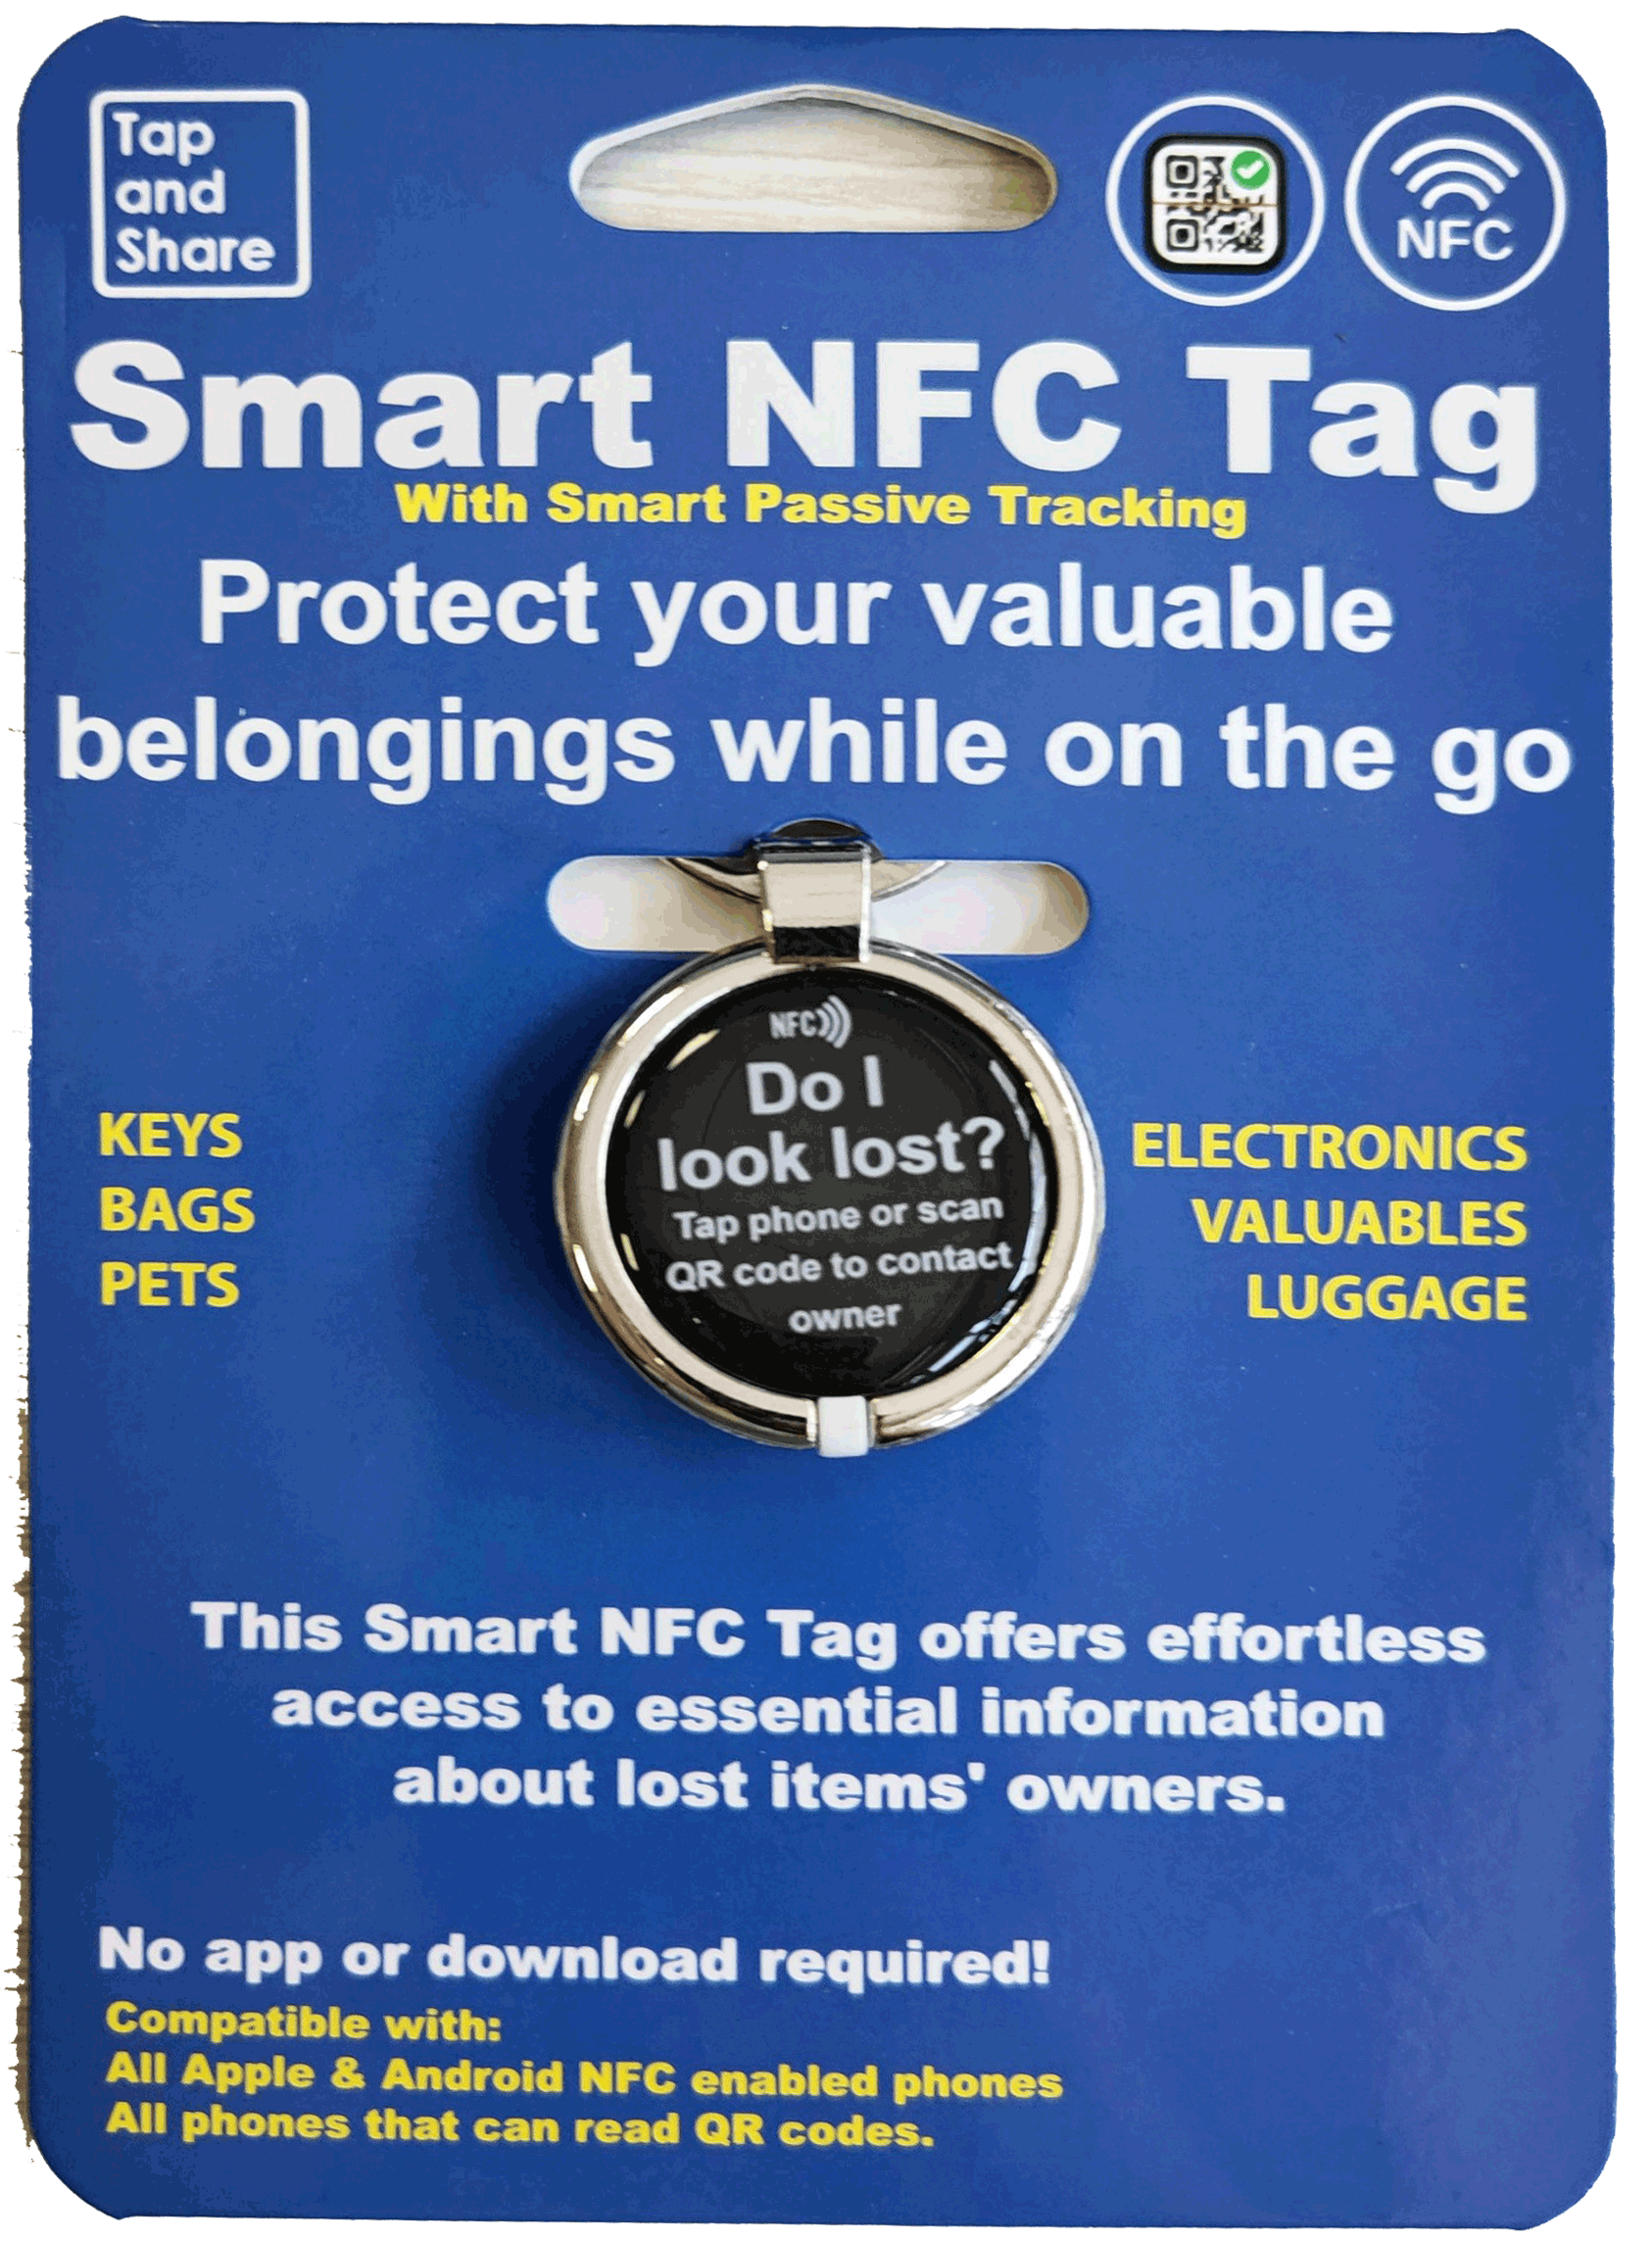 Tap
and
Share
NFC
Smart NFC Tag
With Smart Passive Tracking
Protect your valuable
belongings while on the go
NFC
Do I
look lost?
Tap phone or scan
QR code to contact
owner
KEYS
BAGS
PETS
ELECTRONICS
VALUABLES
LUGGAGE
This Smart NFC Tag offers effortless
access to essential information
about lost items' owners.
No app or download required!
Compatible with:
All Apple & Android NFC enabled phones
All phones that can read QR codes.